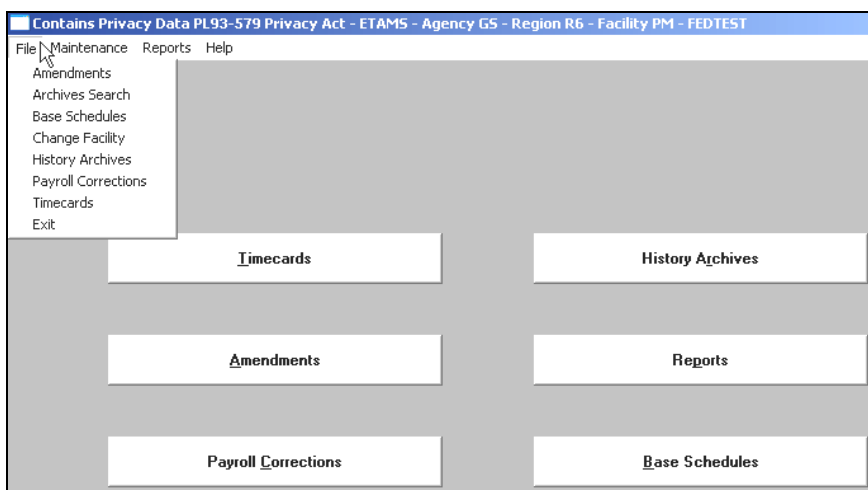 Contains Privacy Data PL93-579 Privacy Act - ETAMS - Agency GS - Region R6 - Facility PM - FEDTEST
File Maintenance Reports Help
Amendments
Archives Search
Base Schedules
Change Facility
History Archives
Payroll Corrections
Timecards
Exit
Timecards History Archives
Amendments Reports
Payroll Corrections Base Schedules